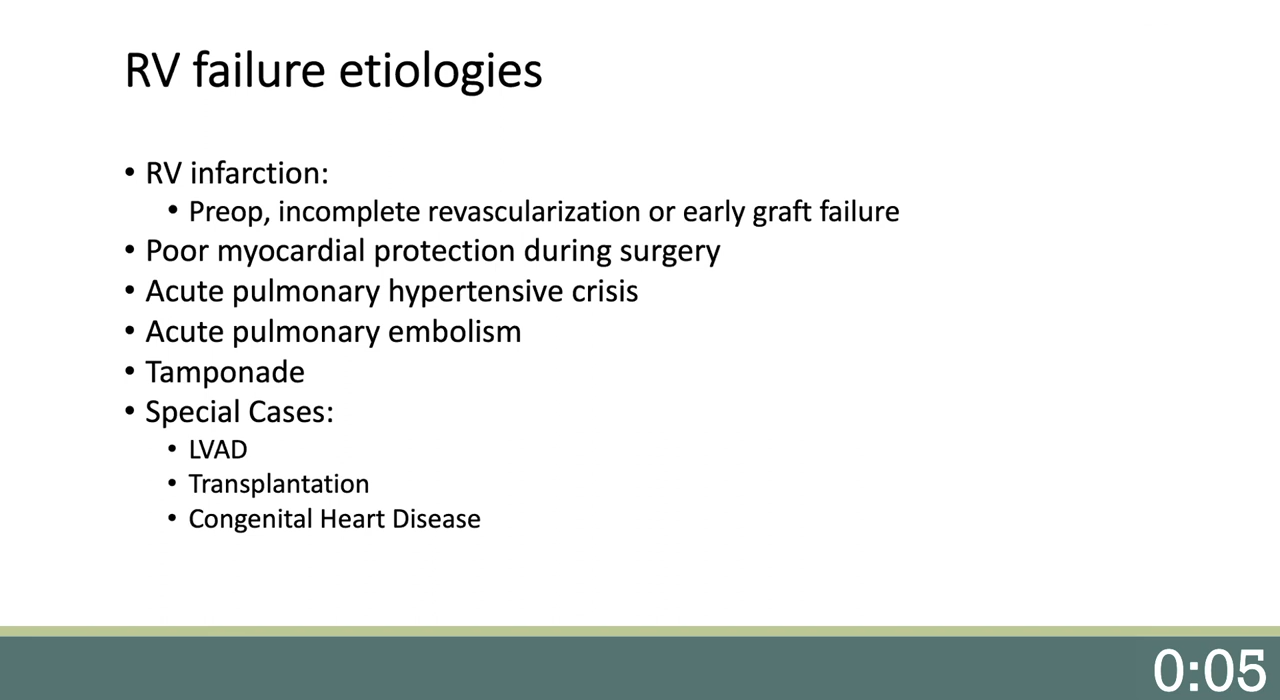 RV failure etiologies
• RV infarction:
• Preop, incomplete revascularization or early graft failure
• Poor myocardial protection during surgery
• Acute pulmonary hypertensive crisis
• Acute pulmonary embolism
• Tamponade
• Special Cases:
• LVAD
• Transplantation
• Congenital Heart Disease
0:05